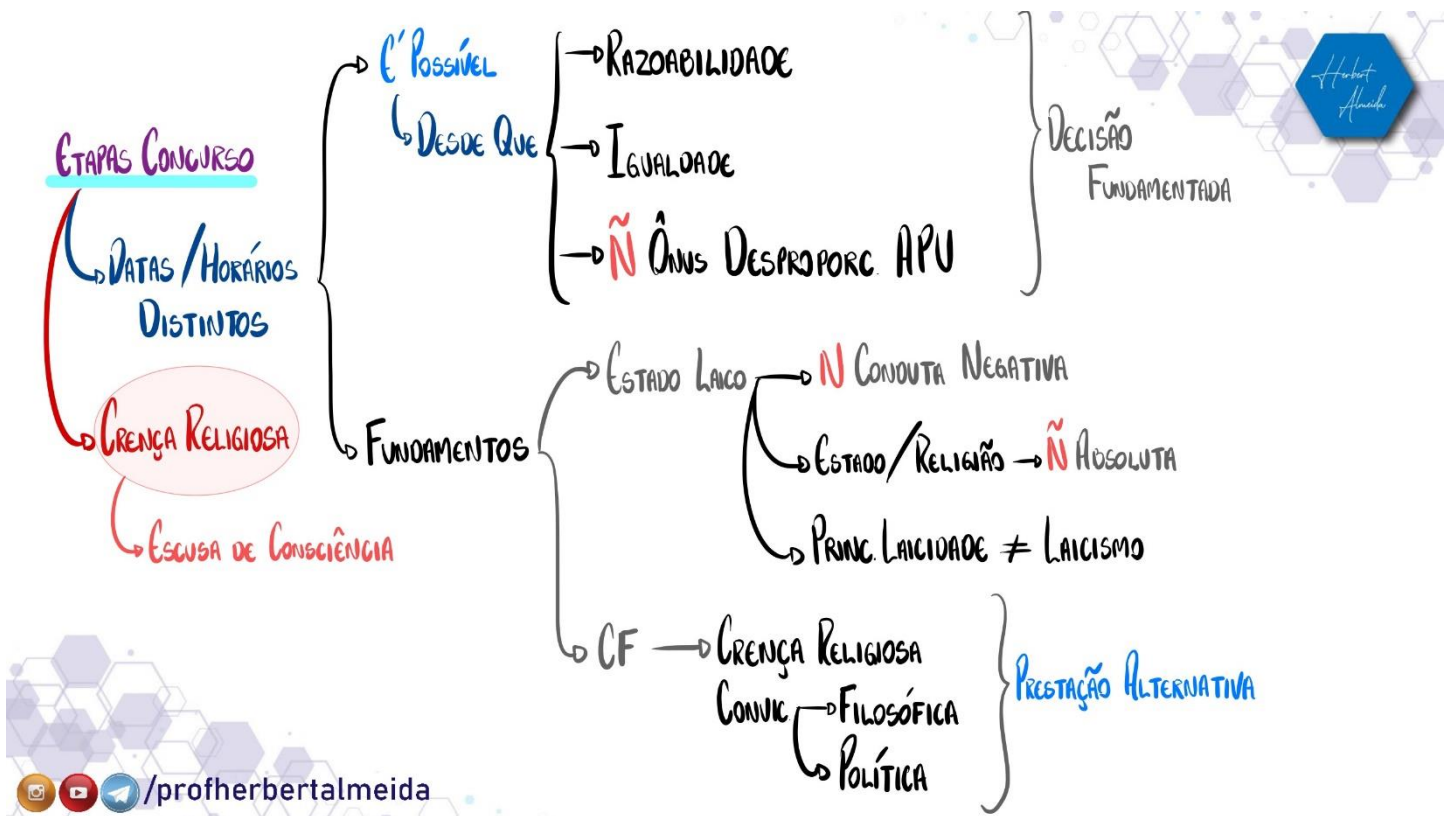 ETAPAS CONCURSO
DATAS/HORÁRIOS
DISTINTOS
CRENÇA RELIGIOSA
ESCUSA DE CONSCIÊNCIA
É POSSÍVEL
DESDE QUE
RAZOABILIDADE
IGUALDADE
Ñ ÔNUS DESPROPORC. APU
DECISÃO
FUNDAMENTADA
FUNDAMENTOS
ESTADO LAICO
N CONDUTA NEGATIVA
ESTADO/RELIGIÃO Ñ ABSOLUTA
PRINC. LAICIDADE ≠ LAICISMO
CF CRENÇA RELIGIOSA
CONVIC FILOSÓFICA
POLÍTICA
PRESTAÇÃO ALTERNATIVA
Herbert
Almeida
/profherbertalmeida